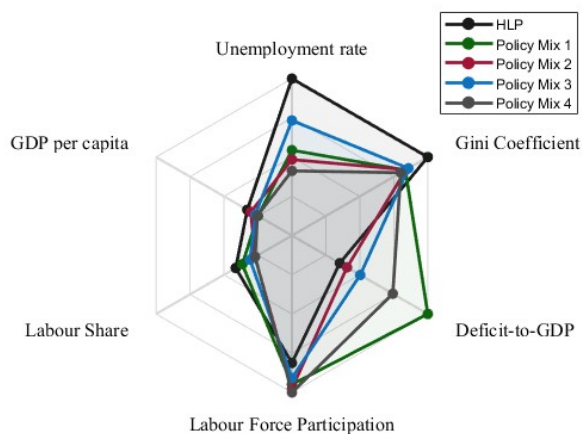 HLP
Policy Mix 1
Policy Mix 2
Policy Mix 3
Policy Mix 4
Unemployment rate
GDP per capita
Gini Coefficient
Labour Share
Deficit-to-GDP
Labour Force Participation